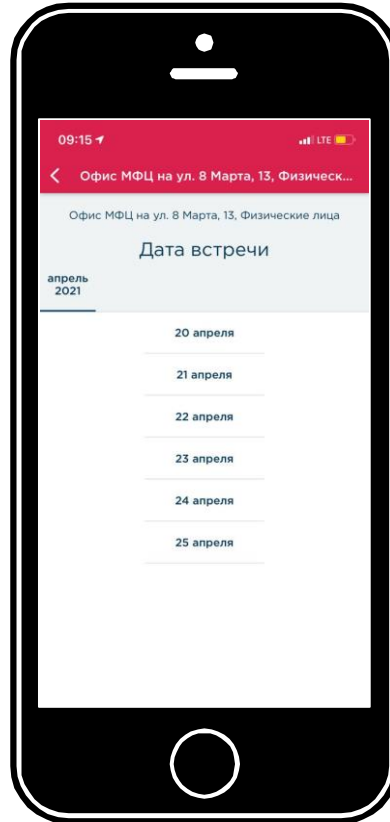 09:15 LTE
Офис МФЦ на ул. 8 Марта, 13, Физическ...
Офис МФЦ на ул. 8 Марта, 13, Физические лица
Дата встречи
апрель
2021
20 апреля
21 апреля
22 апреля
23 апреля
24 апреля
25 апреля